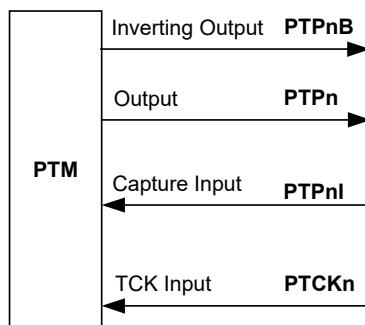 Inverting Output PTPnB
Output PTPn
PTM
Capture Input PTPnI
TCK Input PTCKn